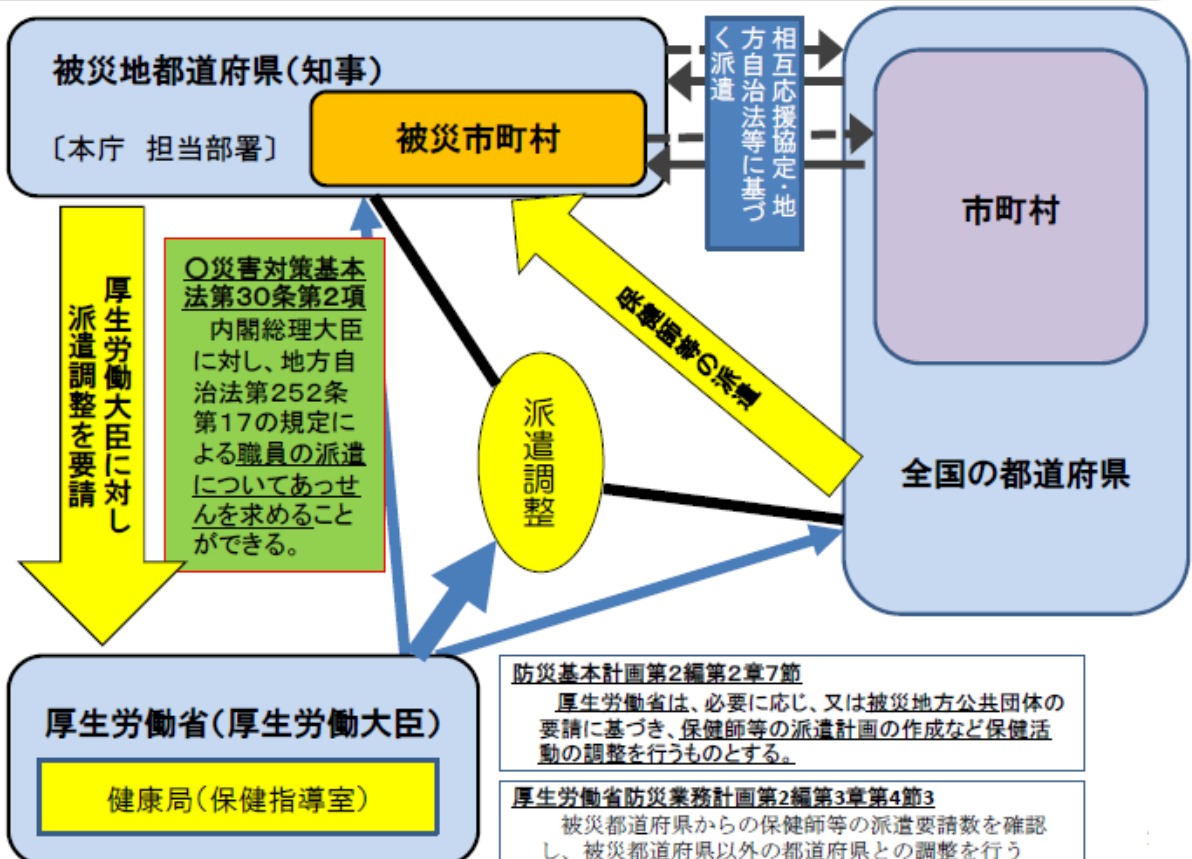 被災地都道府県(知事)
〔本庁 担当部署〕
被災市町村
相互応援協定・地
方自治法等に基づ
く派遣
市町村
全国の都道府県
厚生労働大臣に対し
派遣調整を要請
○災害対策基本
法第30条第2項
内閣総理大臣
に対し、地方自
治法第252条
第17の規定に
よる職員の派遣
についてあっせ
んを求めること
ができる。
保健師等の派遣
派遣調整
厚生労働省(厚生労働大臣)
健康局(保健指導室)
防災基本計画第2編第2章7節
厚生労働省は、必要に応じ、又は被災地方公共団体の
要請に基づき、保健師等の派遣計画の作成など保健活
動の調整を行うものとする。
厚生労働省防災業務計画第2編第3章第4節3
被災都道府県からの保健師等の派遣要請数を確認
し、被災都道府県以外の都道府県との調整を行う